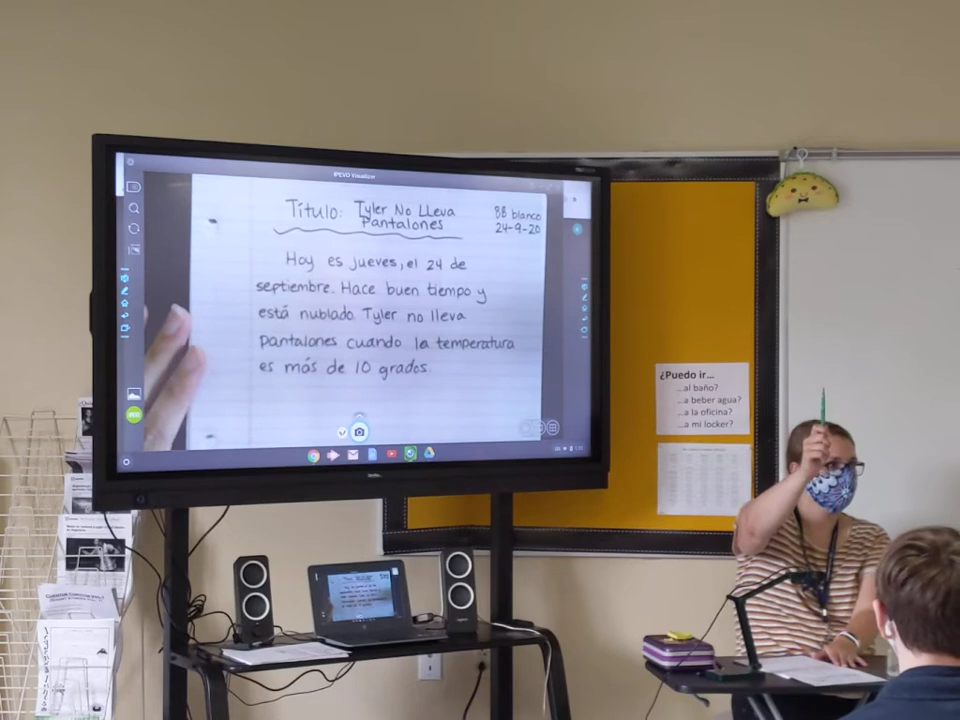 IPEVO Visualizer
Título: Tyler No Lleva
Pantalones
BB blanco
24-9-20
Hoy es jueves, el 24 de
septiembre. Hace buen tiempo y
está nublado. Tyler no lleva
pantalones cuando la temperatura
es más de 10 grados.
¿Puedo ir...
...al baño?
...a beber agua?
...a la oficina?
...a mi locker?